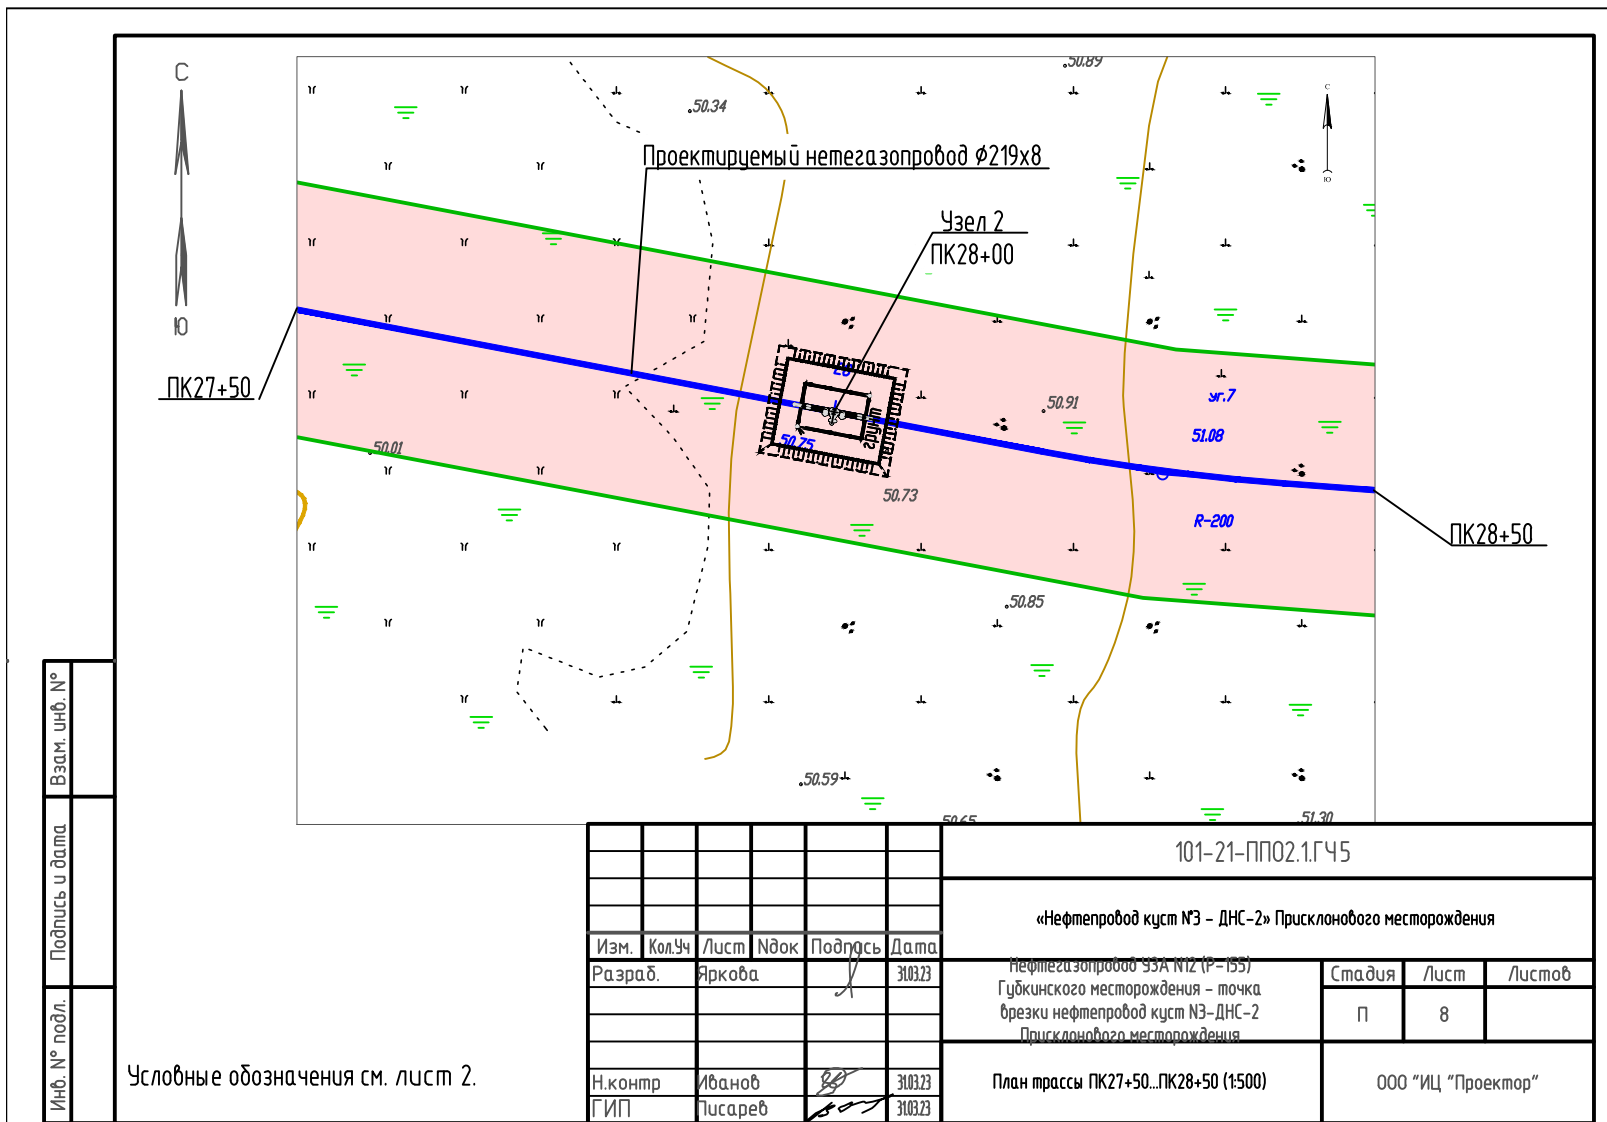 С
Ю
С
Ю
50.89
50.34
Проектируемый нетегазопровод Ф219х8
Узел 2
ПК28+00
ПК27+50
50.01
50.75
грунт
50.73
50.91
уг.7
51.08
R-200
ПК28+50
50.85
50.59
50.65
51.30
Взам. инв. N°
Подпись и дата
Инв. N° подл.
Условные обозначения см. лист 2.
101-21-ППО2.1.ГЧ5
«Нефтепровод куст №3 - ДНС-2» Присклонового месторождения
Изм. Кол.Уч Лист Nдок Подпись Дата
Разраб. Яркова 31.03.23
Нефтегазопровод УЗА N12 (Р-155)
Губкинского месторождения - точка
врезки нефтепровод куст N3-ДНС-2
Присклонового месторождения
Стадия Лист Листов
П 8
Н.контр Иванов 31.03.23
ГИП Писарев 31.03.23
План трассы ПК27+50...ПК28+50 (1:500)
ООО "ИЦ "Проектор"